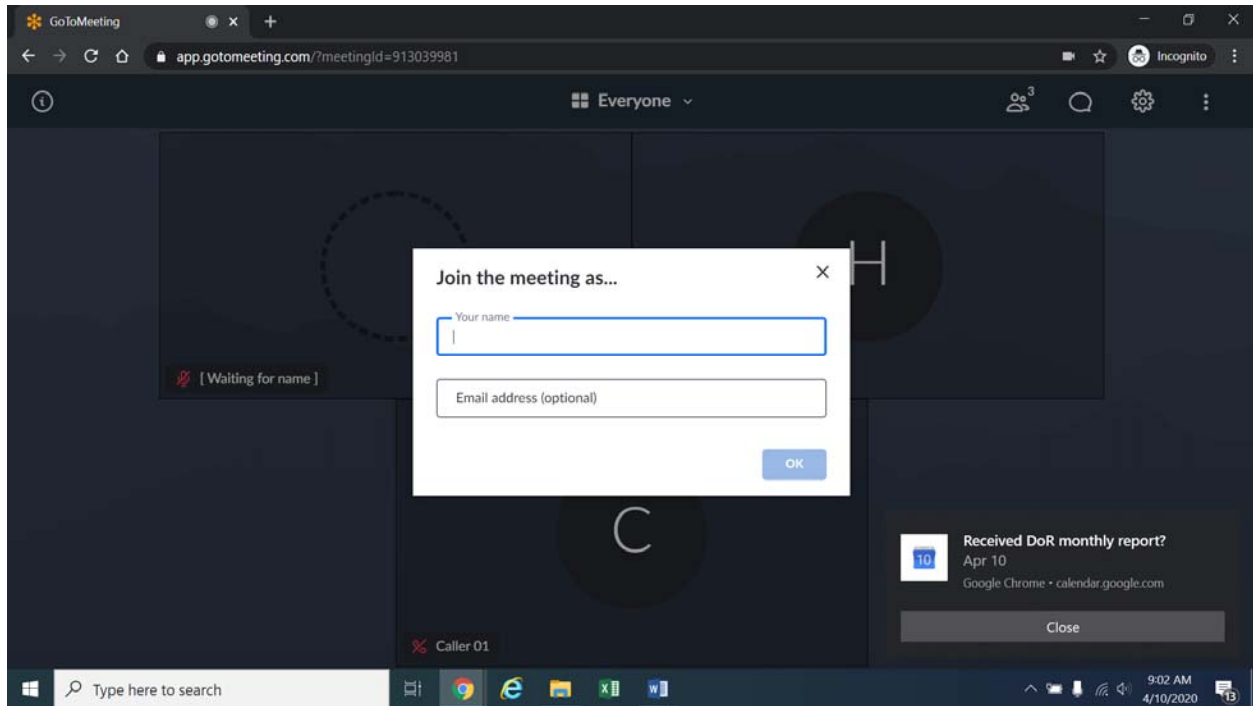 GoToMeeting
app.gotomeeting.com/?meetingId=913039981
Incognito
Everyone
3
H
Join the meeting as...
Your name
Email address (optional)
OK
[ Waiting for name ]
C
Caller 01
10
Received DoR monthly report?
Apr 10
Google Chrome • calendar.google.com
Close
Type here to search
9:02 AM
4/10/2020
13